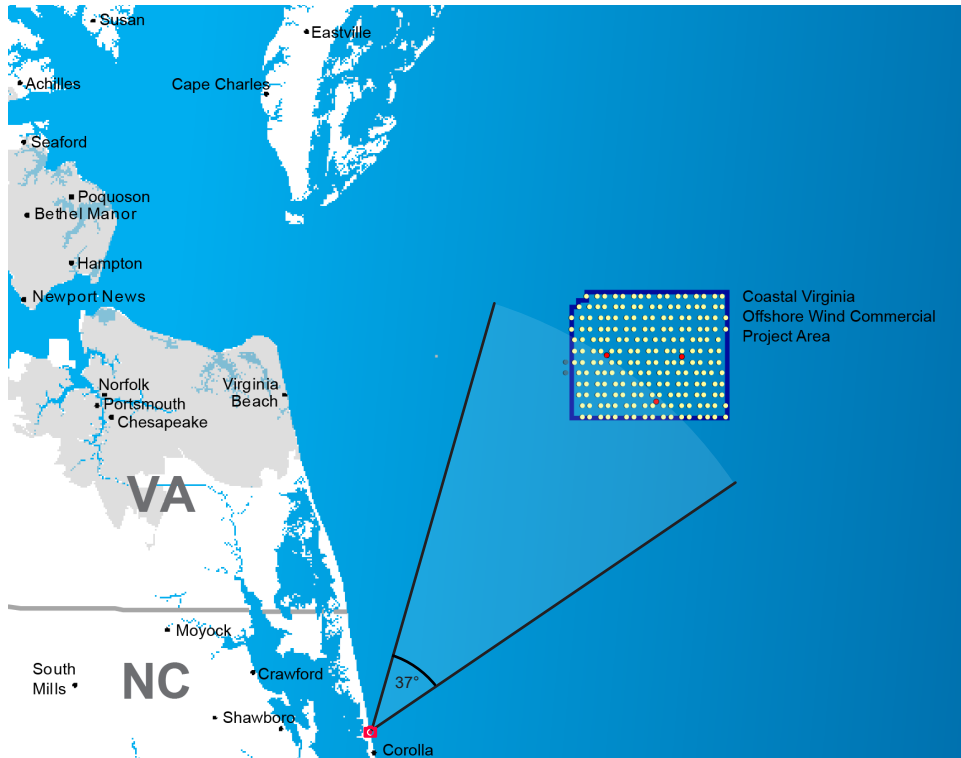 Susan
Eastville
Achilles
Cape Charles
Seaford
Poquoson
Bethel Manor
Hampton
Newport News
Coastal Virginia
Offshore Wind Commercial
Project Area
Norfolk
Virginia
Beach
Portsmouth
Chesapeake
VA
Moyock
South
Mills
NC
Crawford
37°
Shawboro
Corolla